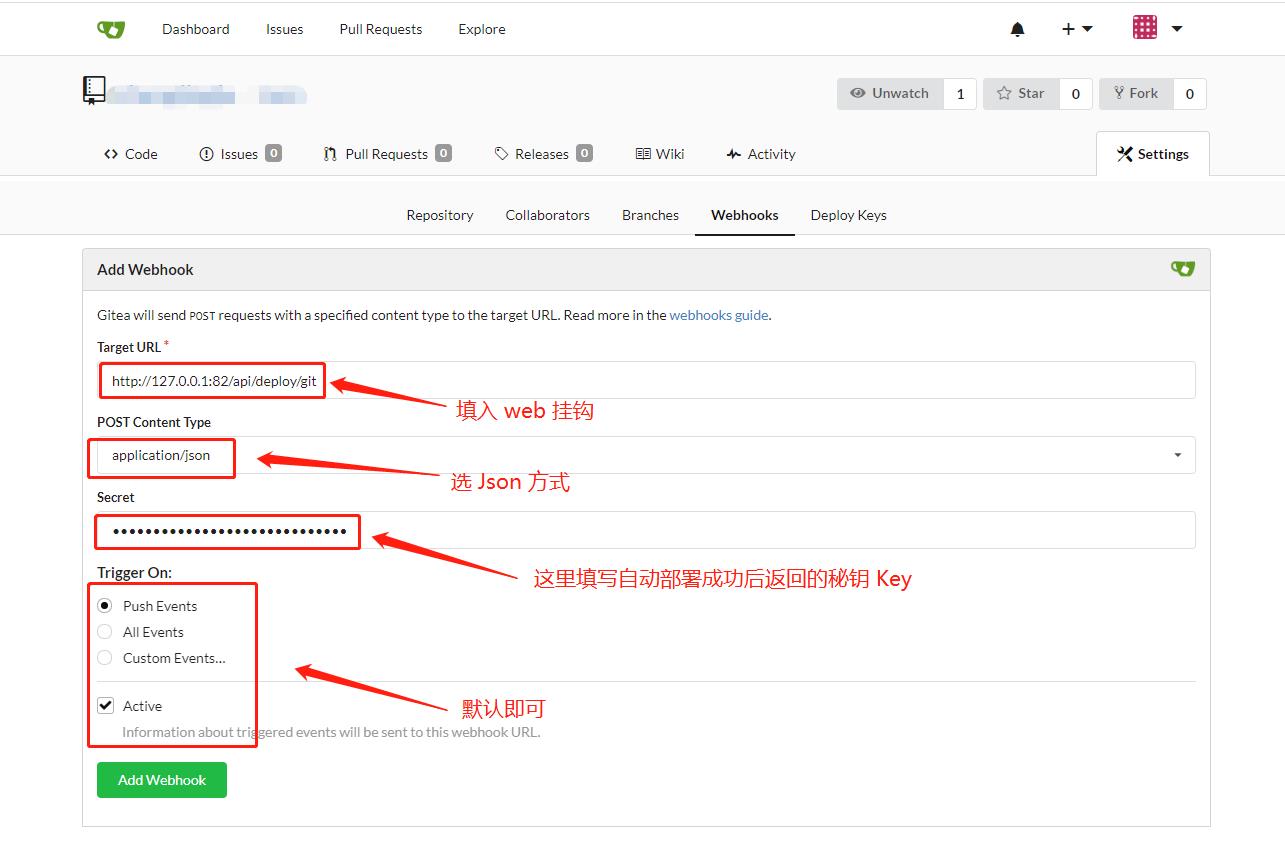 Dashboard Issues Pull Requests Explore
Unwatch 1 Star 0 Fork 0
Code Issues 0 Pull Requests 0 Releases 0 Wiki Activity Settings
Repository Collaborators Branches Webhooks Deploy Keys
Add Webhook
Gitea will send POST requests with a specified content type to the target URL. Read more in the webhooks guide.
Target URL *
http://127.0.0.1:82/api/deploy/git
填入 web 挂钩
POST Content Type
application/json
选 Json 方式
Secret
••••••••••••••••••••••••••••••
这里填写自动部署成功后返回的秘钥 Key
Trigger On:
Push Events
All Events
Custom Events...
Active
默认即可
Information about triggered events will be sent to this webhook URL.
Add Webhook